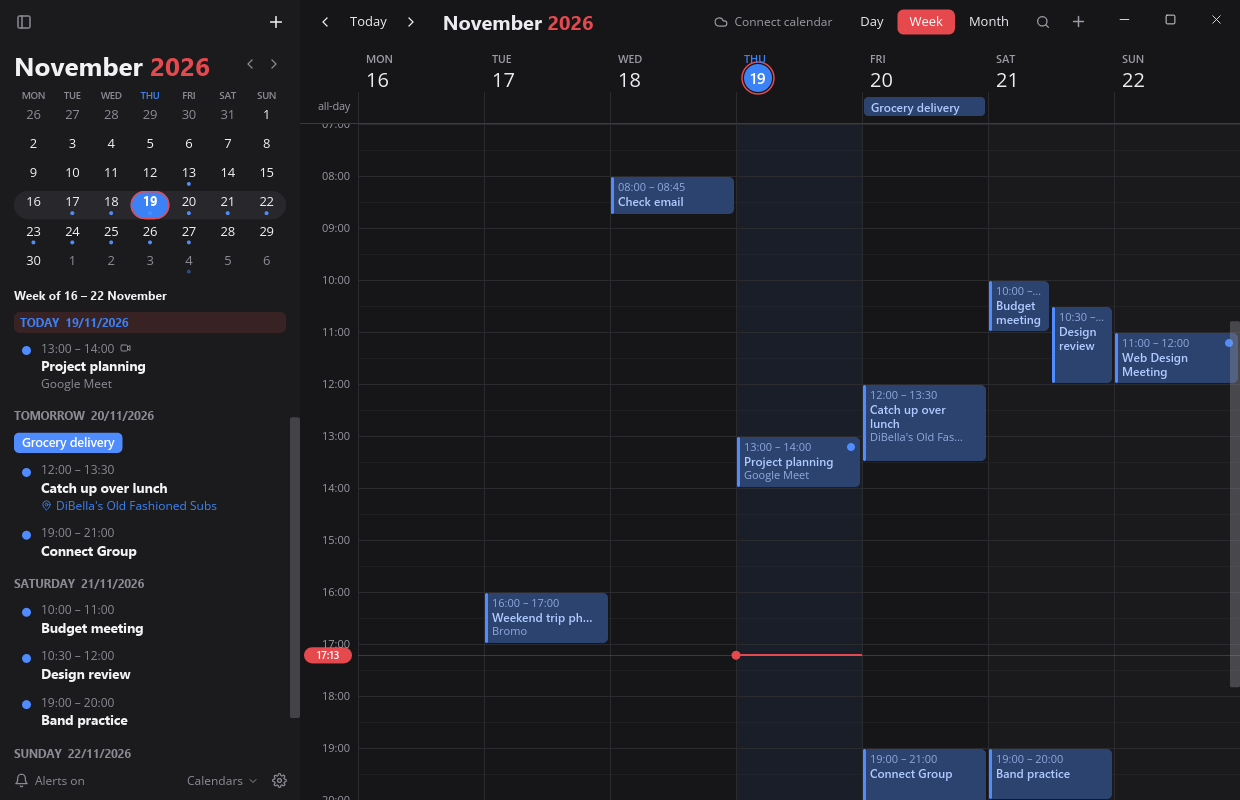 November 2026
MON TUE WED THU FRI SAT SUN
26 27 28 29 30 31 1
2 3 4 5 6 7 8
9 10 11 12 13 14 15
16 17 18 19 20 21 22
23 24 25 26 27 28 29
30 1 2 3 4 5 6
Week of 16 – 22 November
TODAY 19/11/2026
13:00 – 14:00
Project planning
Google Meet
TOMORROW 20/11/2026
Grocery delivery
12:00 – 13:30
Catch up over lunch
DiBella's Old Fashioned Subs
19:00 – 21:00
Connect Group
SATURDAY 21/11/2026
10:00 – 11:00
Budget meeting
10:30 – 12:00
Design review
19:00 – 20:00
Band practice
SUNDAY 22/11/2026
Alerts on
Calendars
Today
November 2026
Connect calendar
Day Week Month
MON TUE WED THU FRI SAT SUN
16 17 18 19 20 21 22
all-day
Grocery delivery
07:00
08:00
09:00
10:00
11:00
12:00
13:00
14:00
15:00
16:00
17:00
17:13
18:00
19:00
20:00
16:00 – 17:00
Weekend trip ph...
Bromo
08:00 – 08:45
Check email
13:00 – 14:00
Project planning
Google Meet
12:00 – 13:30
Catch up over
lunch
DiBella's Old Fas...
19:00 – 21:00
Connect Group
10:00 –...
Budget
meeting
10:30 –...
Design
review
19:00 – 20:00
Band practice
11:00 – 12:00
Web Design
Meeting